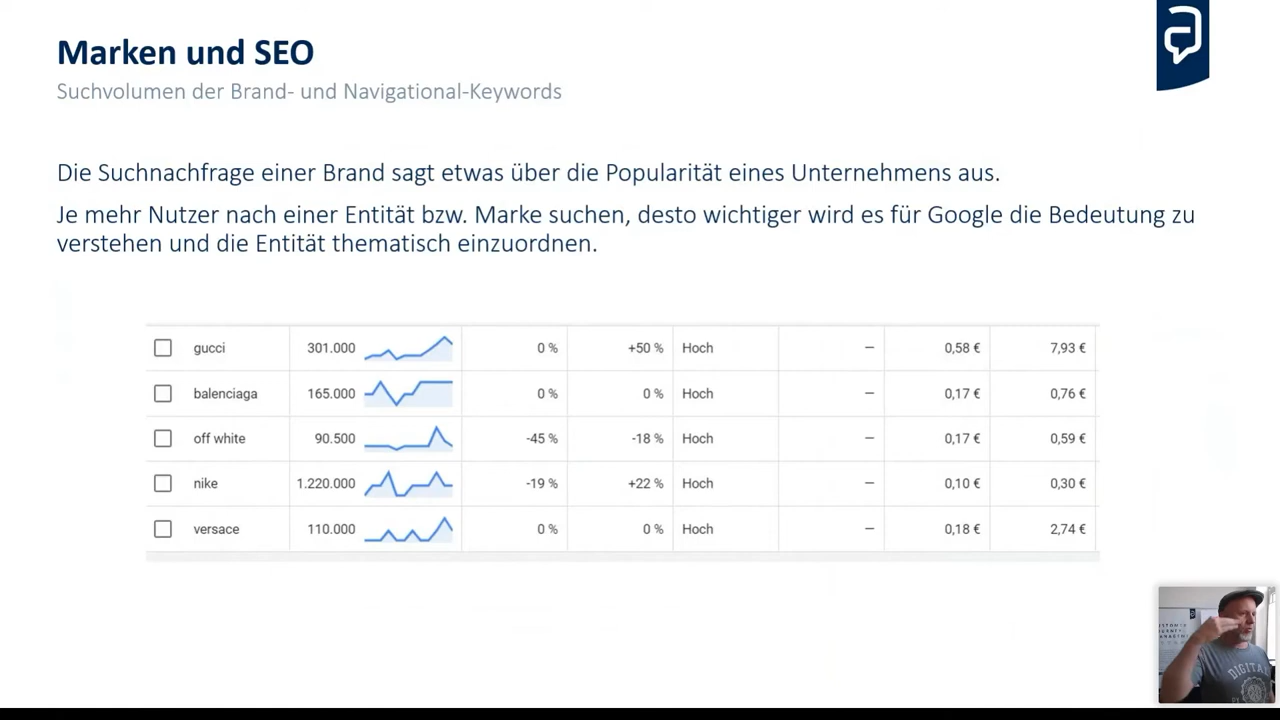 Marken und SEO
Suchvolumen der Brand- und Navigational-Keywords
Die Suchnachfrage einer Brand sagt etwas über die Popularität eines Unternehmens aus.
Je mehr Nutzer nach einer Entität bzw. Marke suchen, desto wichtiger wird es für Google die Bedeutung zu
verstehen und die Entität thematisch einzuordnen.
gucci 301.000 0 % +50 % Hoch – 0,58 € 7,93 €
balenciaga 165.000 0 % 0 % Hoch – 0,17 € 0,76 €
off white 90.500 -45 % -18 % Hoch – 0,17 € 0,59 €
nike 1.220.000 -19 % +22 % Hoch – 0,10 € 0,30 €
versace 110.000 0 % 0 % Hoch – 0,18 € 2,74 €
DIGITA